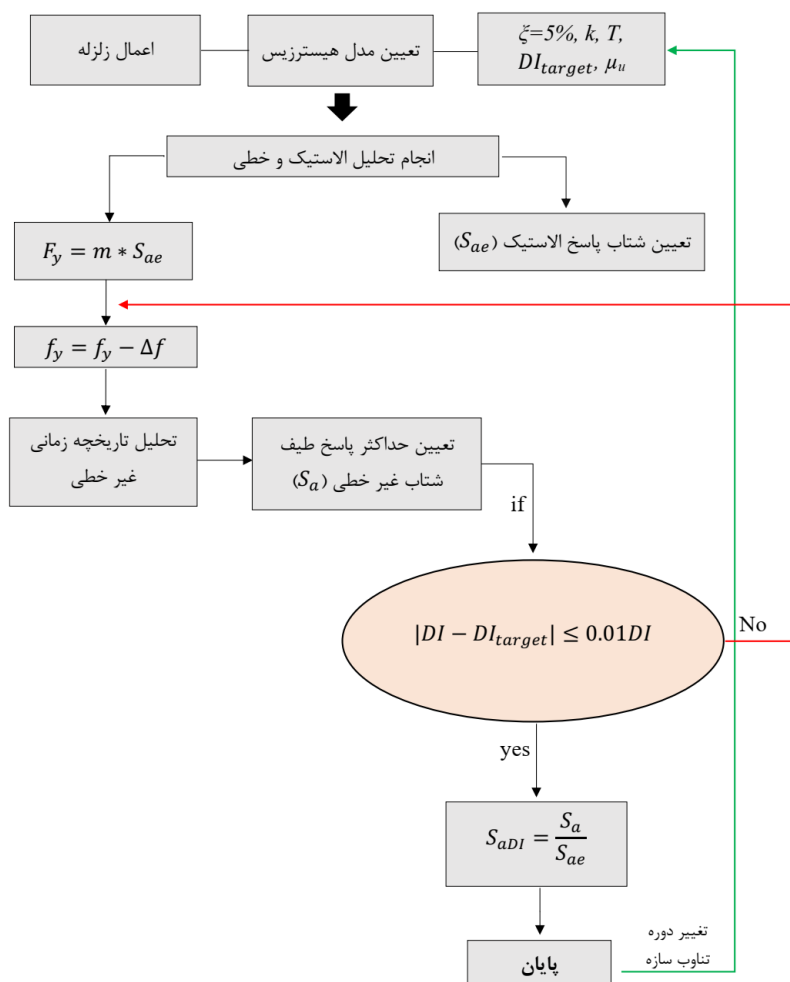 اعمال زلزله
تعیین مدل هیسترزیس
ξ=5%, k, T,
DI_target, μ_u
انجام تحلیل الاستیک و خطی
تعیین شتاب پاسخ الاستیک (S_ae)
F_y = m * S_ae
f_y = f_y − Δf
تحلیل تاریخچه زمانی
غیر خطی
تعیین حداکثر پاسخ طیف
شتاب غیر خطی (S_a)
if
|DI − DI_target| ≤ 0.01DI
No
yes
S_aDI = S_a / S_ae
پایان
تغییر دوره
تناوب سازه